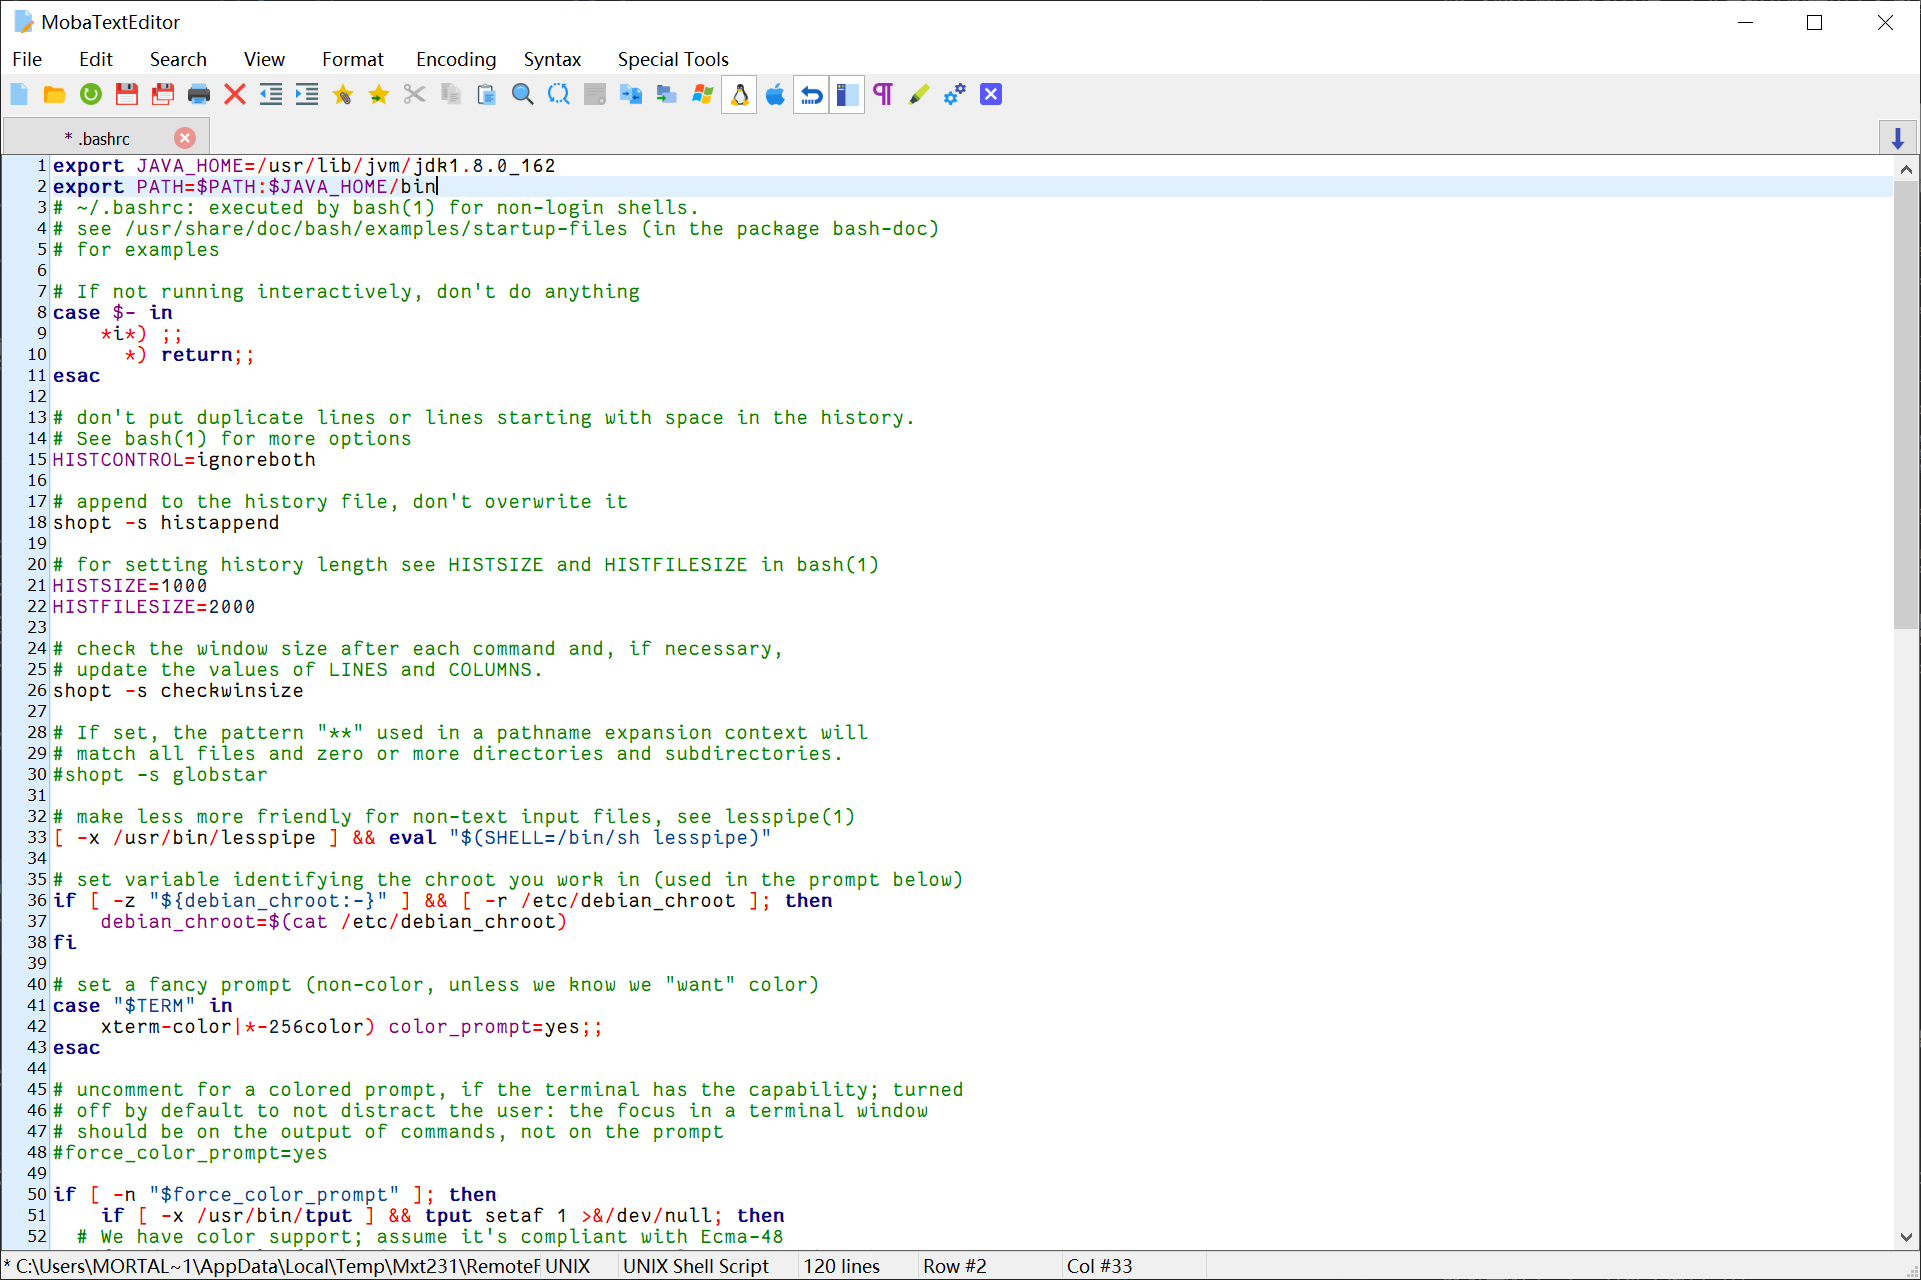 MobaTextEditor
File Edit Search View Format Encoding Syntax Special Tools
* .bashrc
1 export JAVA_HOME=/usr/lib/jvm/jdk1.8.0_162
2 export PATH=$PATH:$JAVA_HOME/bin
3 # ~/.bashrc: executed by bash(1) for non-login shells.
4 # see /usr/share/doc/bash/examples/startup-files (in the package bash-doc)
5 # for examples
6
7 # If not running interactively, don't do anything
8 case $- in
9     *i*) ;;
10       *) return;;
11 esac
12
13 # don't put duplicate lines or lines starting with space in the history.
14 # See bash(1) for more options
15 HISTCONTROL=ignoreboth
16
17 # append to the history file, don't overwrite it
18 shopt -s histappend
19
20 # for setting history length see HISTSIZE and HISTFILESIZE in bash(1)
21 HISTSIZE=1000
22 HISTFILESIZE=2000
23
24 # check the window size after each command and, if necessary,
25 # update the values of LINES and COLUMNS.
26 shopt -s checkwinsize
27
28 # If set, the pattern "**" used in a pathname expansion context will
29 # match all files and zero or more directories and subdirectories.
30 #shopt -s globstar
31
32 # make less more friendly for non-text input files, see lesspipe(1)
33 [ -x /usr/bin/lesspipe ] && eval "$(SHELL=/bin/sh lesspipe)"
34
35 # set variable identifying the chroot you work in (used in the prompt below)
36 if [ -z "${debian_chroot:-}" ] && [ -r /etc/debian_chroot ]; then
37     debian_chroot=$(cat /etc/debian_chroot)
38 fi
39
40 # set a fancy prompt (non-color, unless we know we "want" color)
41 case "$TERM" in
42     xterm-color|*-256color) color_prompt=yes;;
43 esac
44
45 # uncomment for a colored prompt, if the terminal has the capability; turned
46 # off by default to not distract the user: the focus in a terminal window
47 # should be on the output of commands, not on the prompt
48 #force_color_prompt=yes
49
50 if [ -n "$force_color_prompt" ]; then
51     if [ -x /usr/bin/tput ] && tput setaf 1 >&/dev/null; then
52   # We have color support; assume it's compliant with Ecma-48
* C:\Users\MORTAL~1\AppData\Local\Temp\Mxt231\RemoteF UNIX UNIX Shell Script 120 lines Row #2 Col #33